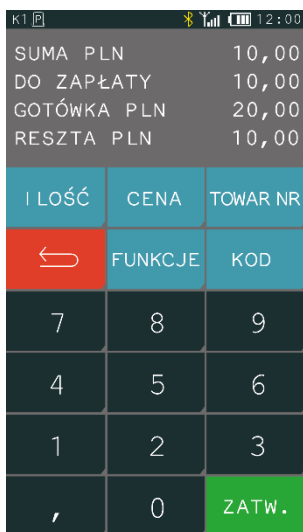 K1 P 12:00
SUMA PLN 10,00
DO ZAPŁATY 10,00
GOTÓWKA PLN 20,00
RESZTA PLN 10,00
I LOŚĆ CENA TOWAR NR
FUNKCJE KOD
7 8 9
4 5 6
1 2 3
, 0 ZATW.